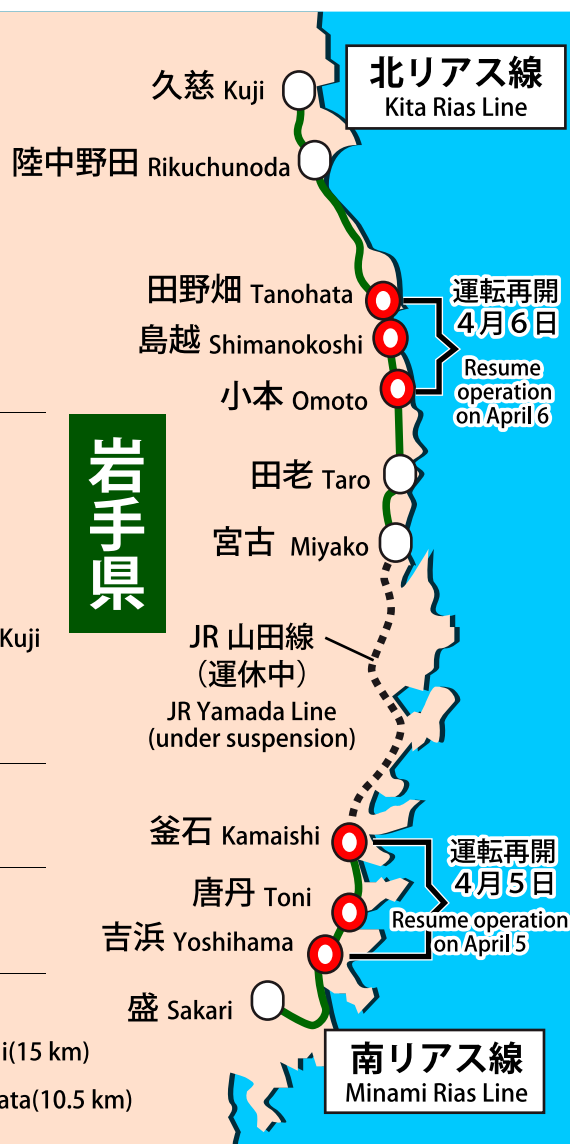 北リアス線
Kita Rias Line
久慈 Kuji
陸中野田 Rikuchunoda
田野畑 Tanohata
運転再開
４月６日
Resume
operation
on April 6
島越 Shimanokoshi
小本 Omoto
岩手県
田老 Taro
宮古 Miyako
Kuji
JR 山田線
（運休中）
JR Yamada Line
(under suspension)
釜石 Kamaishi
運転再開
４月５日
Resume operation
on April 5
唐丹 Toni
吉浜 Yoshihama
盛 Sakari
i(15 km)
ata(10.5 km)
南リアス線
Minami Rias Line